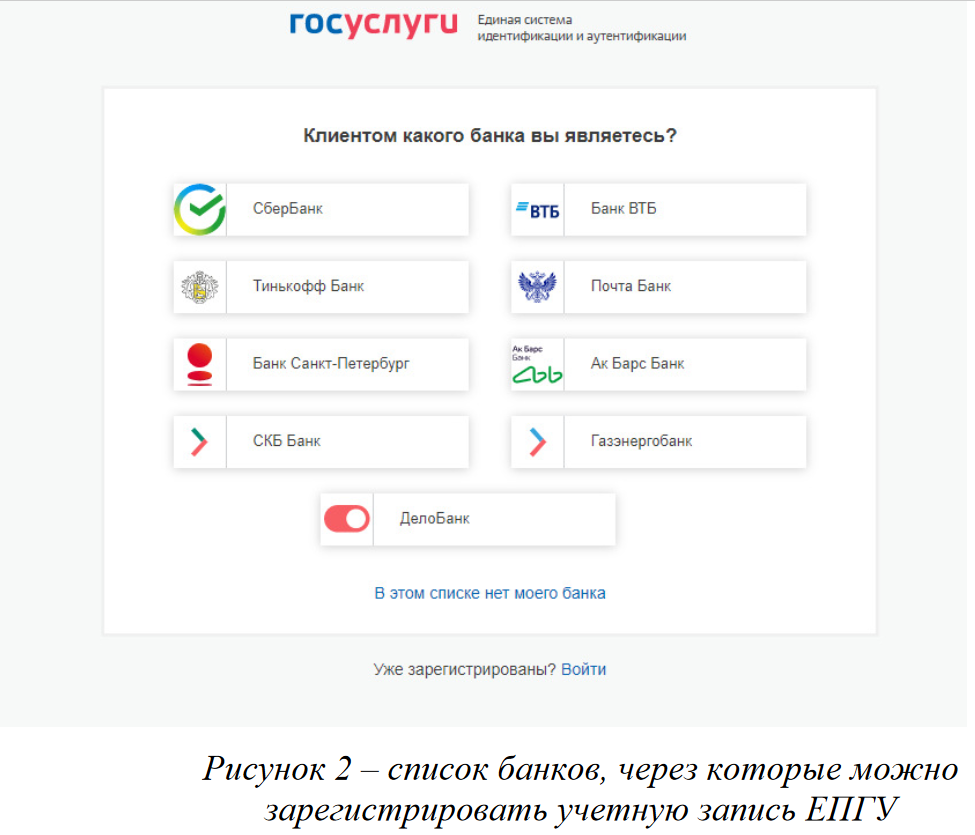 госуслуги
Единая система
идентификации и аутентификации
Клиентом какого банка вы являетесь?
СберБанк
ВТБ
Банк ВТБ
Тинькофф Банк
Почта Банк
Банк Санкт-Петербург
Ак Барс
Банк
Ак Барс Банк
СКБ Банк
Газэнергобанк
ДелоБанк
В этом списке нет моего банка
Уже зарегистрированы? Войти
Рисунок 2 – список банков, через которые можно
зарегистрировать учетную запись ЕПГУ